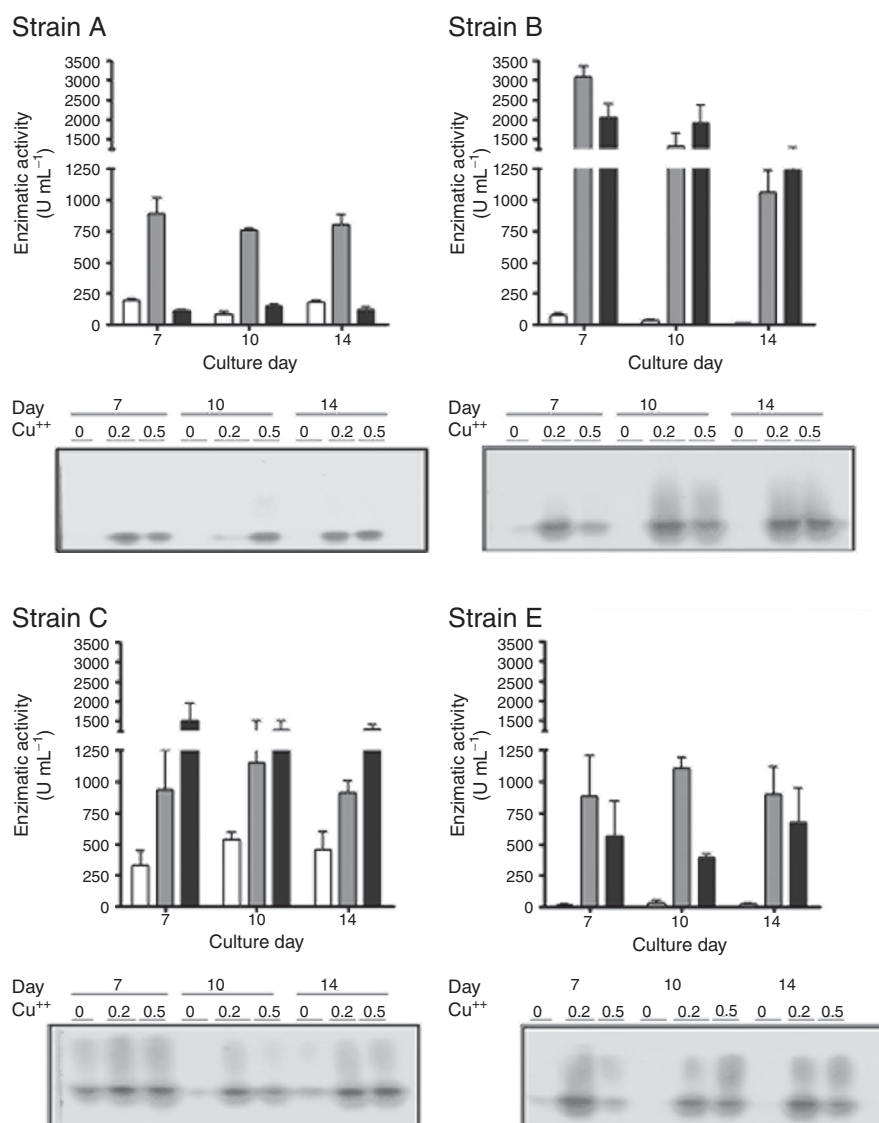 Strain A
3500
3000
2500
2000
1500
1250
1000
750
500
250
0
Enzimatic activity
(U mL⁻¹)
7 10 14
Culture day
Day 7 10 14
Cu⁺⁺ 0 0.2 0.5 0 0.2 0.5 0 0.2 0.5
Strain B
3500
3000
2500
2000
1500
1250
1000
750
500
250
0
Enzimatic activity
(U mL⁻¹)
7 10 14
Culture day
Day 7 10 14
Cu⁺⁺ 0 0.2 0.5 0 0.2 0.5 0 0.2 0.5
Strain C
3500
3000
2500
2000
1500
1250
1000
750
500
250
0
Enzimatic activity
(U mL⁻¹)
7 10 14
Culture day
Day 7 10 14
Cu⁺⁺ 0 0.2 0.5 0 0.2 0.5 0 0.2 0.5
Strain E
3500
3000
2500
2000
1500
1250
1000
750
500
250
0
Enzimatic activity
(U mL⁻¹)
7 10 14
Culture day
Day 7 10 14
Cu⁺⁺ 0 0.2 0.5 0 0.2 0.5 0 0.2 0.5